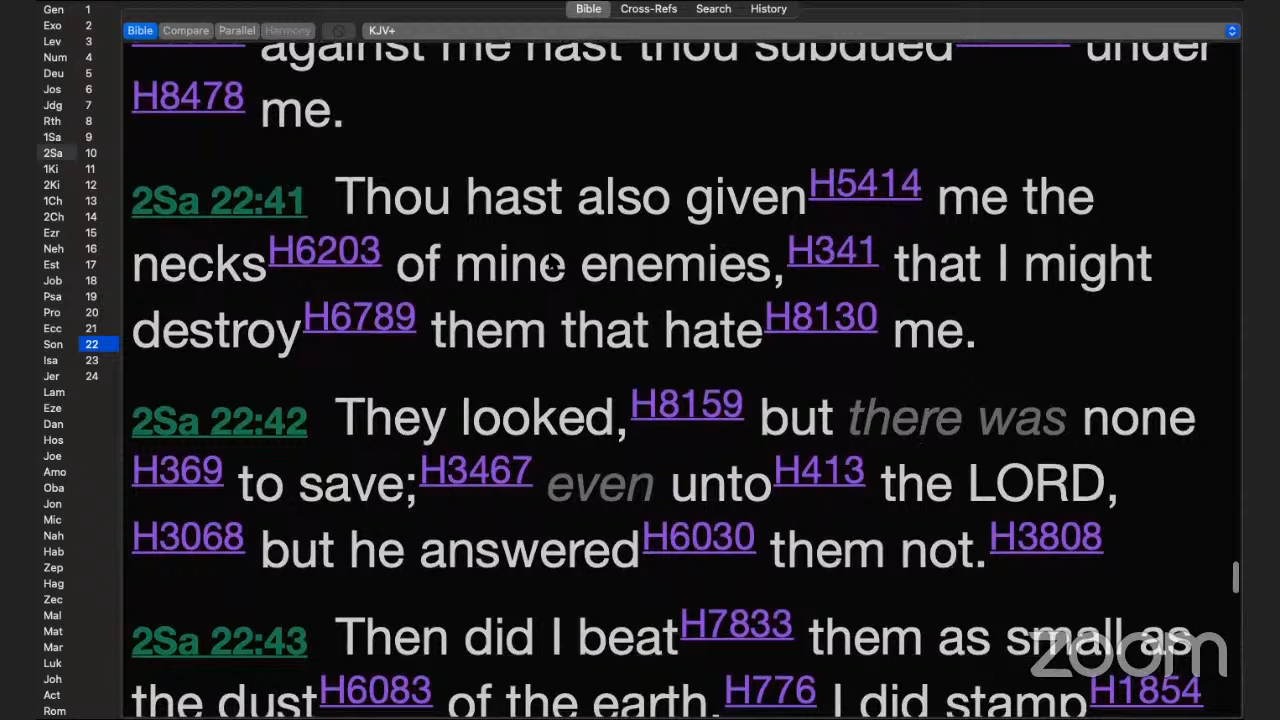 Bible Cross-Refs Search History
Bible Compare Parallel Harmony KJV+
Gen 1
Exo 2
Lev 3
Num 4
Deu 5
Jos 6
Jdg 7
Rth 8
1Sa 9
2Sa 10
1Ki 11
2Ki 12
1Ch 13
2Ch 14
Ezr 15
Neh 16
Est 17
Job 18
Psa 19
Pro 20
Ecc 21
Son 22
Isa 23
Jer 24
Lam
Eze
Dan
Hos
Joe
Amo
Oba
Jon
Mic
Nah
Hab
Zep
Hag
Zec
Mal
Mat
Mar
Luk
Joh
Act
Rom
against me hast thou subdued under
H8478 me.
2Sa 22:41 Thou hast also given H5414 me the
necks H6203 of mine enemies, H341 that I might
destroy H6789 them that hate H8130 me.
2Sa 22:42 They looked, H8159 but there was none
H369 to save; H3467 even unto H413 the LORD,
H3068 but he answered H6030 them not. H3808
2Sa 22:43 Then did I beat H7833 them as small as
the dust H6083 of the earth, H776 I did stamp H1854
zoom